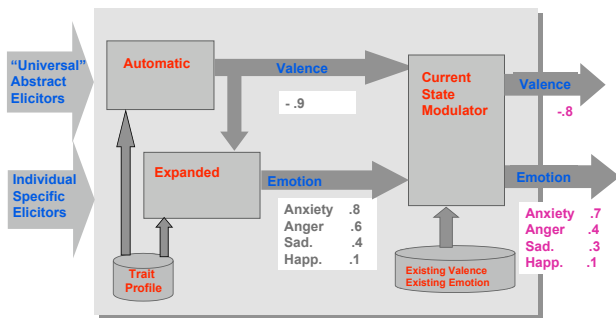 “Universal”
Abstract
Elicitors
Automatic
Valence
- .9
Current
State
Modulator
Valence
-.8
Individual
Specific
Elicitors
Expanded
Emotion
Anxiety .8
Anger .6
Sad. .4
Happ. .1
Emotion
Anxiety .7
Anger .4
Sad. .3
Happ. .1
Trait
Profile
Existing Valence
Existing Emotion